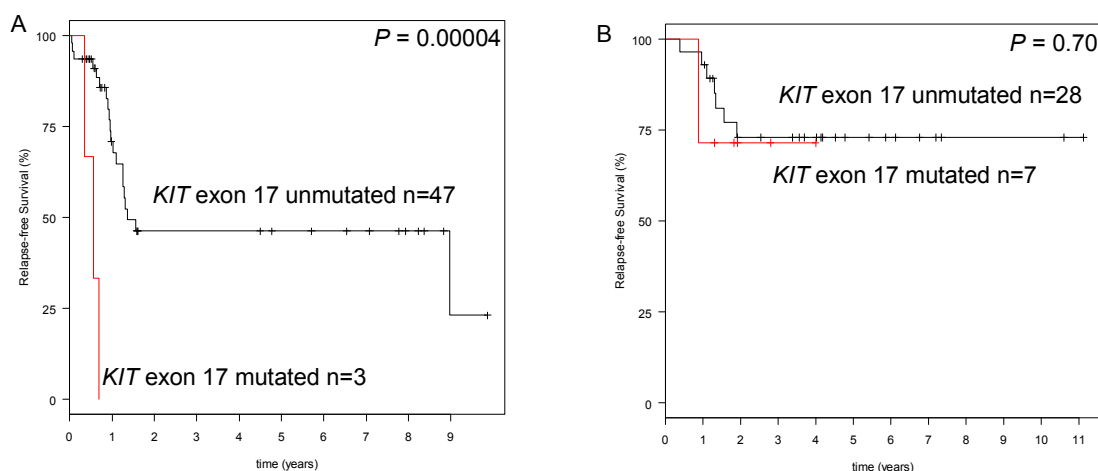 A
P = 0.00004
100
75
50
25
0
Relapse-free Survival (%)
KIT exon 17 unmutated n=47
KIT exon 17 mutated n=3
0 1 2 3 4 5 6 7 8 9
time (years)
B
P = 0.70
100
75
50
25
0
Relapse-free Survival (%)
KIT exon 17 unmutated n=28
KIT exon 17 mutated n=7
0 1 2 3 4 5 6 7 8 9 10 11
time (years)